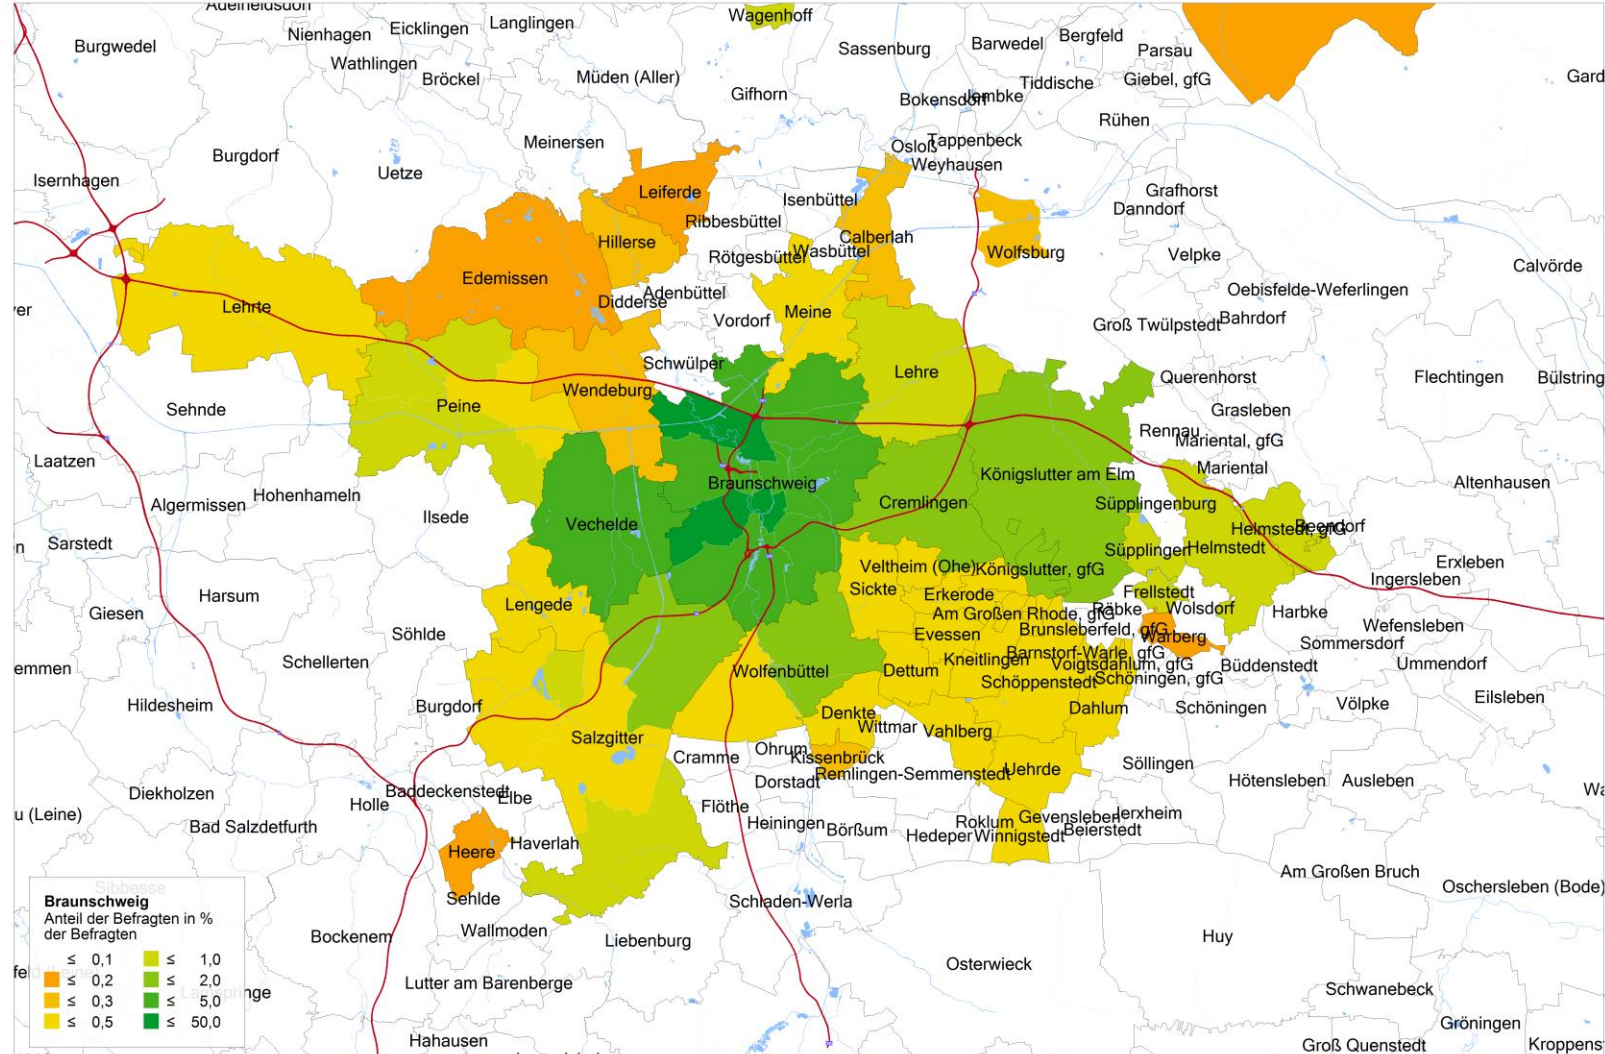 Adelheidsdorf
Nienhagen
Eicklingen
Langlingen
Wagenhoff
Burgwedel
Wathlingen
Bröckel
Müden (Aller)
Sassenburg
Barwedel
Bergfeld
Parsau
Giebel, gfG
Tiddische
Gard
Gifhorn
Bokensdorf
Jembke
Rühen
Meinersen
Tappenbeck
Osloß
Weyhausen
Burgdorf
Uetze
Isernhagen
Leiferde
Isenbüttel
Grafhorst
Danndorf
Ribbesbüttel
Hillerse
Calberlah
Wasbüttel
Rötgesbüttel
Wolfsburg
Velpke
Calvörde
Edemissen
Adenbüttel
Didderse
Oebisfelde-Weferlingen
Lehrte
ver
Vordorf
Meine
Groß Twülpstedt
Bahrdorf
Schwülper
Lehre
Querenhorst
Flechtingen
Bülstring
Wendeburg
Peine
Sehnde
Grasleben
Rennau
Mariental, gfG
Laatzen
Mariental
Königslutter am Elm
Braunschweig
Altenhausen
Hohenhameln
Algermissen
Cremlingen
Süpplingenburg
Ilsede
Vechelde
Helmstedt, gfG
Beendorf
n
Sarstedt
Süpplingen
Helmstedt
Veltheim (Ohe)
Königslutter, gfG
Erxleben
Ingersleben
Sickte
Erkerode
Frellstedt
Harsum
Lengede
Giesen
Am Großen Rhode, gfG
Räbke
Wolsdorf
Harbke
Söhlde
Evessen
Brunsleberfeld, gfG
Warberg
Wefensleben
Sommersdorf
Schellerten
emmen
Wolfenbüttel
Dettum
Kneitlingen
Barnstorf-Warle, gfG
Voigtsdahlum, gfG
Büddenstedt
Ummendorf
Schöppenstedt
Schöningen, gfG
Hildesheim
Burgdorf
Denkte
Dahlum
Schöningen
Völpke
Eilsleben
Wittmar
Vahlberg
Salzgitter
Cramme
Ohrum
Kissenbrück
Söllingen
Remlingen-Semmenstedt
Uehrde
Dorstadt
Hötensleben
Ausleben
Diekholzen
Baddeckenstedt
Elbe
Holle
Wa
u (Leine)
Flöthe
Bad Salzdetfurth
Heiningen
Börßum
Hedeper
Roklum
Winnigstedt
Gevensleben
Jerxheim
Beierstedt
Haverlah
Heere
Am Großen Bruch
Oschersleben (Bode)
Sibbesse
Sehlde
Schladen-Werla
Wallmoden
Bockenem
Liebenburg
Huy
Osterwieck
Lutter am Barenberge
Lamspringe
Schwanebeck
Gröningen
Hahausen
Groß Quenstedt
Kroppens
Braunschweig
Anteil der Befragten in %
der Befragten
≤ 0,1 ≤ 1,0
≤ 0,2 ≤ 2,0
≤ 0,3 ≤ 5,0
≤ 0,5 ≤ 50,0